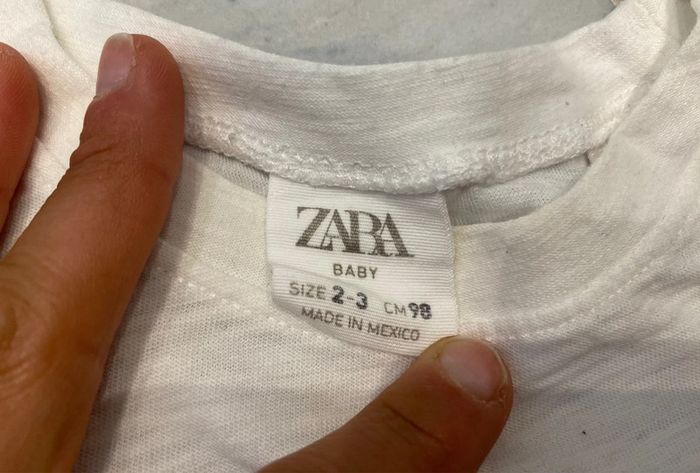 ZARA
BABY
SIZE 2-3 CM 98
MADE IN MEXICO